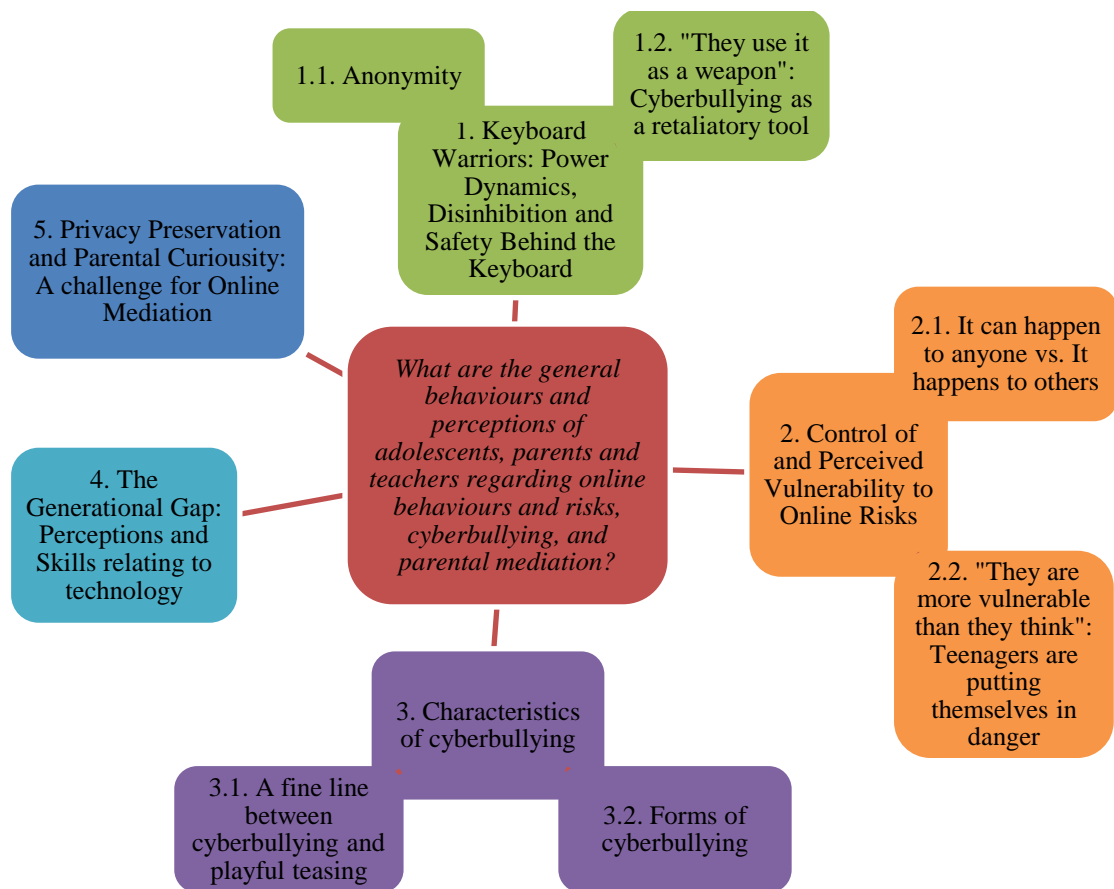 1.1. Anonymity
1.2. "They use it
as a weapon":
Cyberbullying as
a retaliatory tool
1. Keyboard
Warriors: Power
Dynamics,
Disinhibition and
Safety Behind the
Keyboard
5. Privacy Preservation
and Parental Curiousity:
A challenge for Online
Mediation
What are the general
behaviours and
perceptions of
adolescents, parents and
teachers regarding online
behaviours and risks,
cyberbullying, and
parental mediation?
2.1. It can happen
to anyone vs. It
happens to others
2. Control of
and Perceived
Vulnerability to
Online Risks
2.2. "They are
more vulnerable
than they think":
Teenagers are
putting
themselves in
danger
4. The
Generational Gap:
Perceptions and
Skills relating to
technology
3. Characteristics
of cyberbullying
3.1. A fine line
between
cyberbullying and
playful teasing
3.2. Forms of
cyberbullying